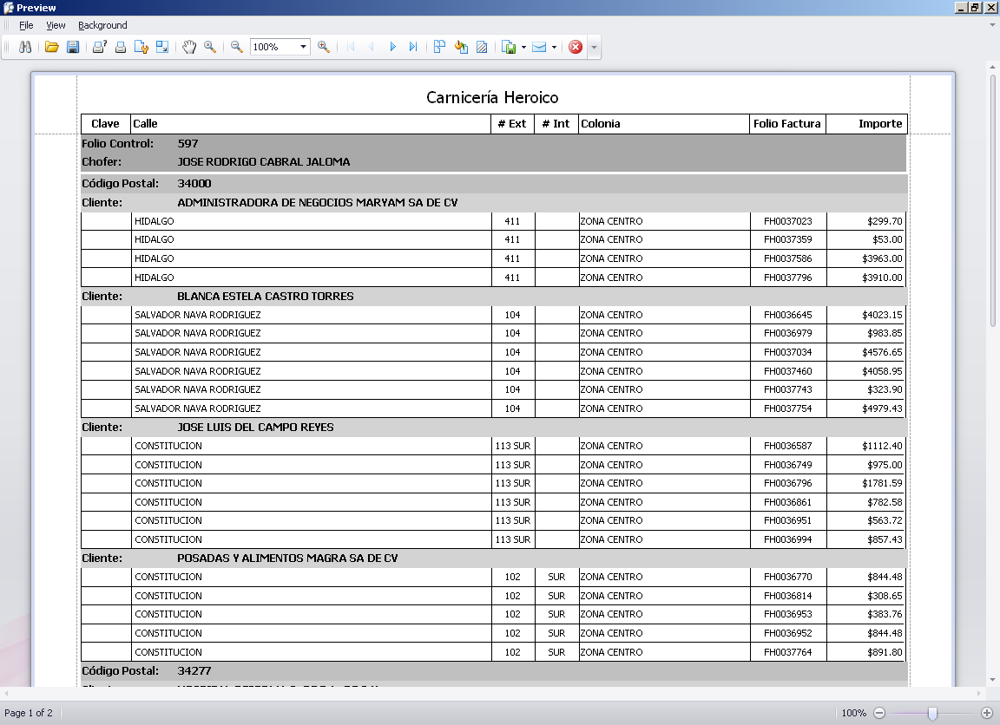 Preview
File View Background
100%
Carnicería Heroico
Clave Calle # Ext # Int Colonia Folio Factura Importe
Folio Control: 597
Chofer: JOSE RODRIGO CABRAL JALOMA
Código Postal: 34000
Cliente: ADMINISTRADORA DE NEGOCIOS MARYAM SA DE CV
HIDALGO 411 ZONA CENTRO FH0037023 $299.70
HIDALGO 411 ZONA CENTRO FH0037359 $53.00
HIDALGO 411 ZONA CENTRO FH0037586 $3963.00
HIDALGO 411 ZONA CENTRO FH0037796 $3910.00
Cliente: BLANCA ESTELA CASTRO TORRES
SALVADOR NAVA RODRIGUEZ 104 ZONA CENTRO FH0036645 $4023.15
SALVADOR NAVA RODRIGUEZ 104 ZONA CENTRO FH0036979 $983.85
SALVADOR NAVA RODRIGUEZ 104 ZONA CENTRO FH0037034 $4576.65
SALVADOR NAVA RODRIGUEZ 104 ZONA CENTRO FH0037460 $4058.95
SALVADOR NAVA RODRIGUEZ 104 ZONA CENTRO FH0037743 $323.90
SALVADOR NAVA RODRIGUEZ 104 ZONA CENTRO FH0037754 $4979.43
Cliente: JOSE LUIS DEL CAMPO REYES
CONSTITUCION 113 SUR ZONA CENTRO FH0036587 $1112.40
CONSTITUCION 113 SUR ZONA CENTRO FH0036749 $975.00
CONSTITUCION 113 SUR ZONA CENTRO FH0036796 $1781.59
CONSTITUCION 113 SUR ZONA CENTRO FH0036861 $782.58
CONSTITUCION 113 SUR ZONA CENTRO FH0036951 $563.72
CONSTITUCION 113 SUR ZONA CENTRO FH0036994 $857.43
Cliente: POSADAS Y ALIMENTOS MAGRA SA DE CV
CONSTITUCION 102 SUR ZONA CENTRO FH0036770 $844.48
CONSTITUCION 102 SUR ZONA CENTRO FH0036814 $308.65
CONSTITUCION 102 SUR ZONA CENTRO FH0036953 $383.76
CONSTITUCION 102 SUR ZONA CENTRO FH0036952 $844.48
CONSTITUCION 102 SUR ZONA CENTRO FH0037764 $891.80
Código Postal: 34277
Page 1 of 2 100%